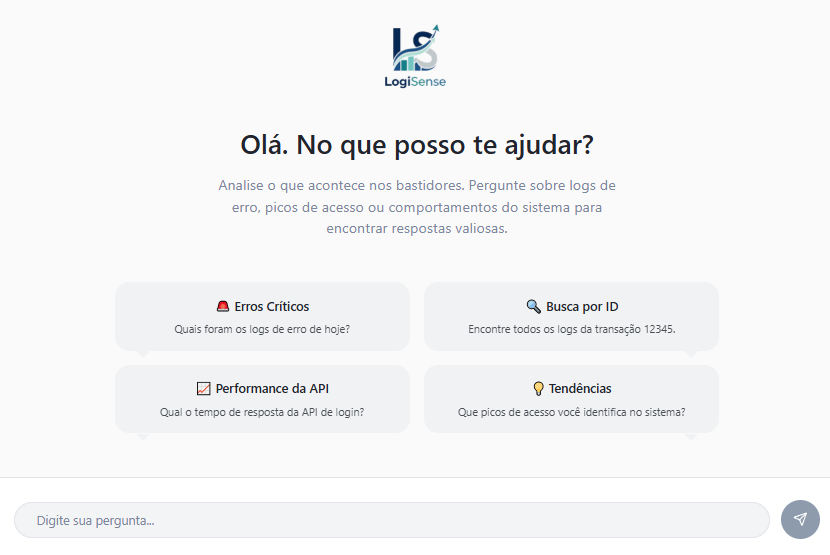 LS
LogiSense
Olá. No que posso te ajudar?
Analise o que acontece nos bastidores. Pergunte sobre logs de
erro, picos de acesso ou comportamentos do sistema para
encontrar respostas valiosas.
🚨 Erros Críticos
Quais foram os logs de erro de hoje?
🔍 Busca por ID
Encontre todos os logs da transação 12345.
📈 Performance da API
Qual o tempo de resposta da API de login?
💡 Tendências
Que picos de acesso você identifica no sistema?
Digite sua pergunta...